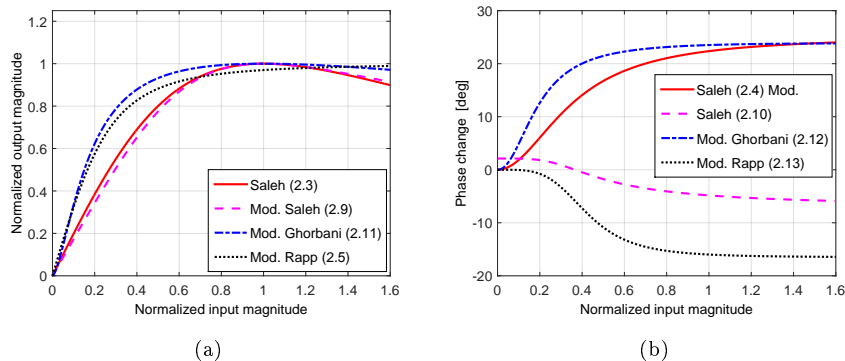 1.2
1
0.8
0.6
0.4
0.2
0
Normalized output magnitude
Saleh (2.3)
Mod. Saleh (2.9)
Mod. Ghorbani (2.11)
Mod. Rapp (2.5)
0 0.2 0.4 0.6 0.8 1 1.2 1.4 1.6
Normalized input magnitude
(a)
30
20
10
0
-10
-20
Phase change [deg]
Saleh (2.4) Mod.
Saleh (2.10)
Mod. Ghorbani (2.12)
Mod. Rapp (2.13)
0 0.2 0.4 0.6 0.8 1 1.2 1.4 1.6
Normalized input magnitude
(b)